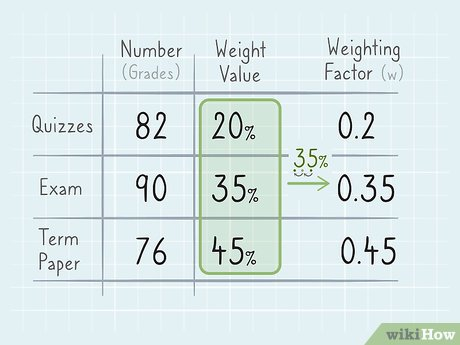 Number Weight Weighting
(Grades) Value Factor (w)
Quizzes 82 20% 0.2
35%
Exam 90 35% 0.35
Term
Paper 76 45% 0.45
wikiHow